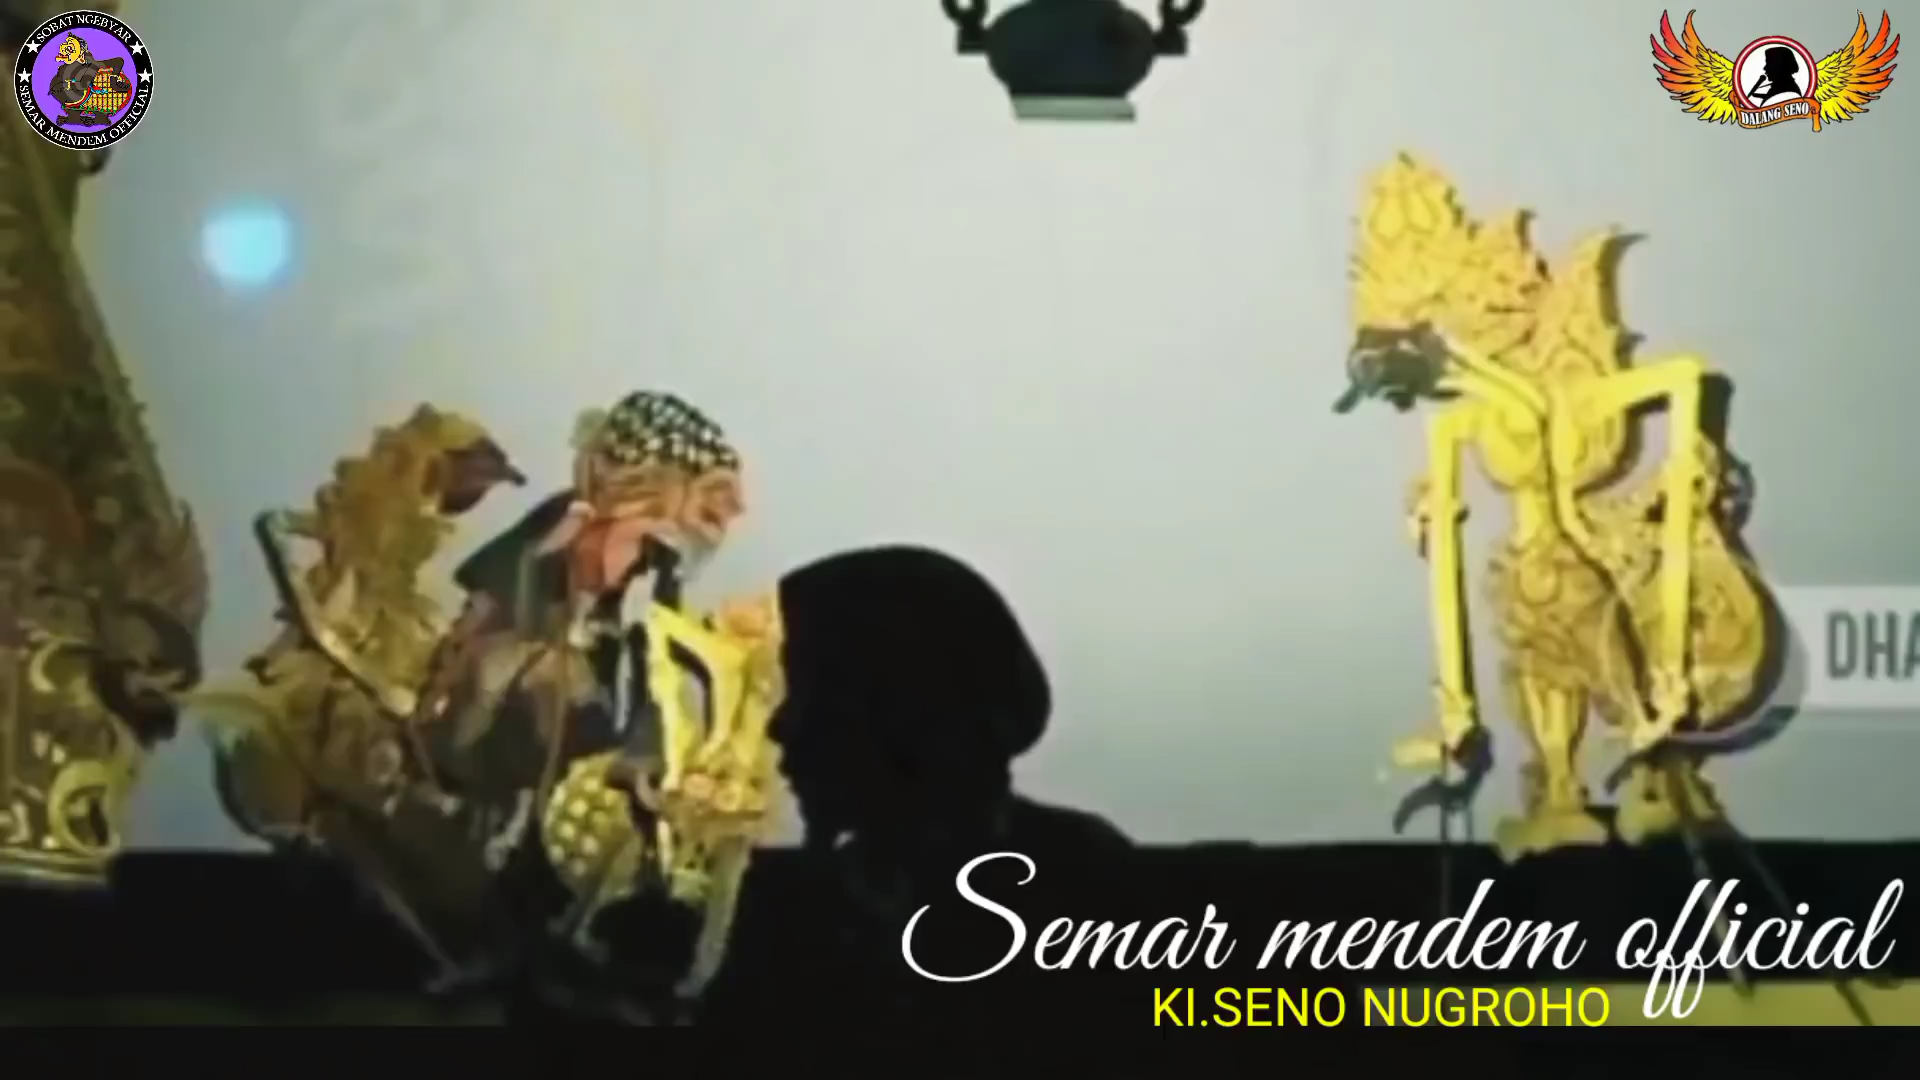 SOBAT NGEBYAR
SEMAR MENDEM OFFICIAL
DALANG SENO
DHA
Semar mendem official
KI.SENO NUGROHO